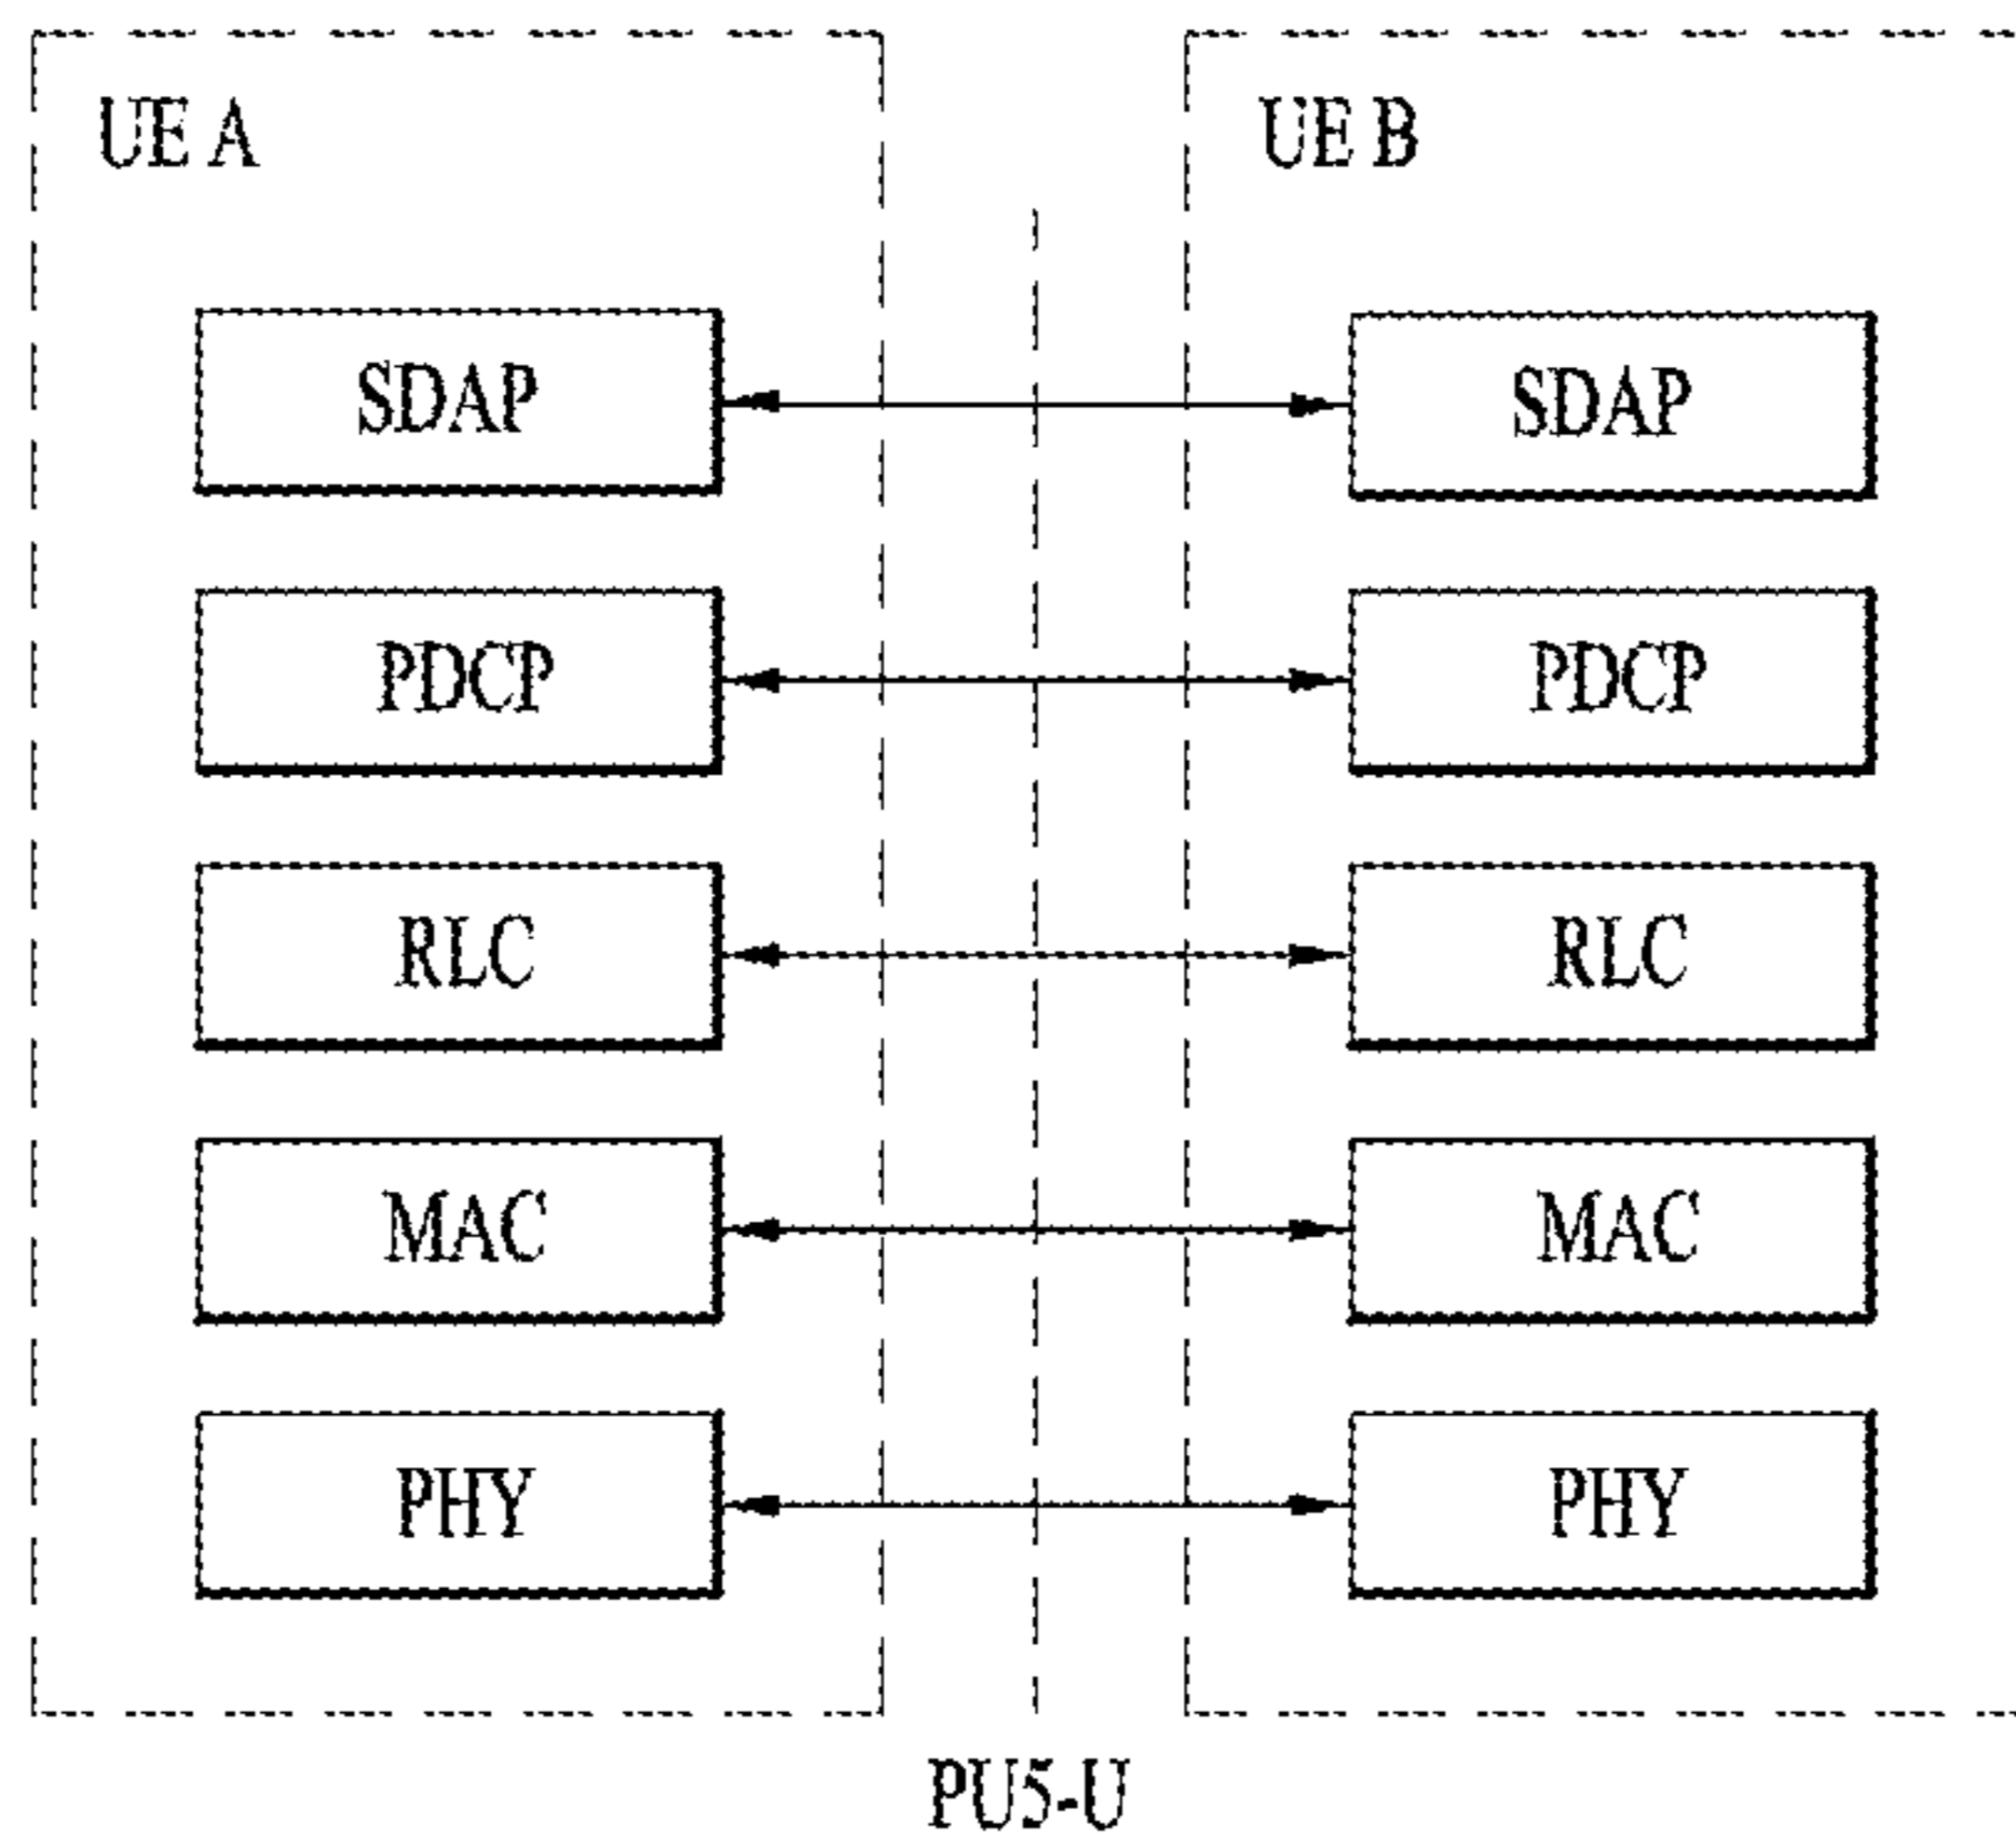 UE A
UE B
SDAP
SDAP
PDCP
PDCP
RLC
RLC
MAC
MAC
PHY
PHY
PU5-U